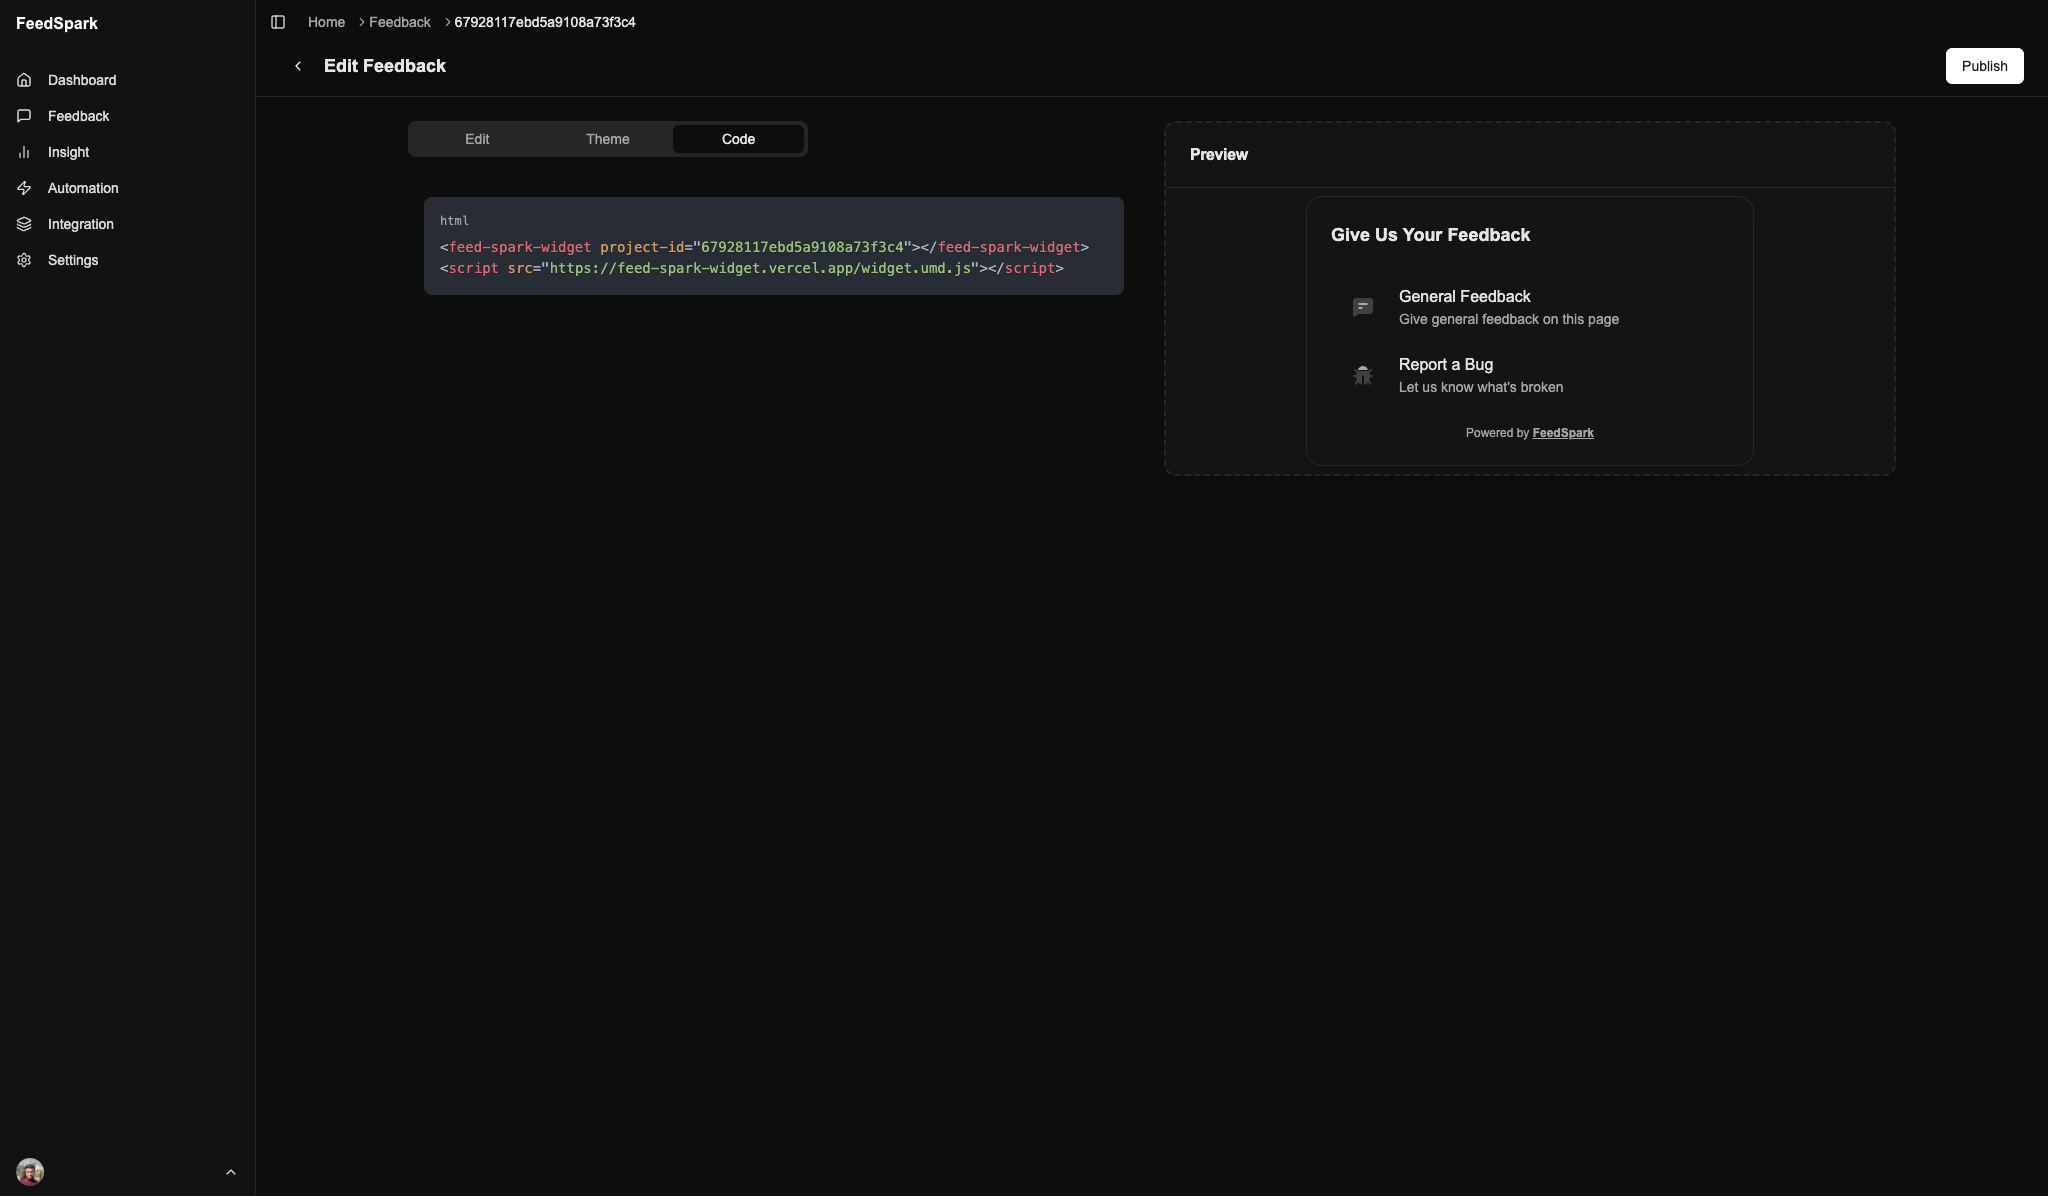 FeedSpark
Dashboard
Feedback
Insight
Automation
Integration
Settings
Home > Feedback > 67928117ebd5a9108a73f3c4
Edit Feedback
Publish
Edit
Theme
Code
html
<feed-spark-widget project-id="67928117ebd5a9108a73f3c4"></feed-spark-widget>
<script src="https://feed-spark-widget.vercel.app/widget.umd.js"></script>
Preview
Give Us Your Feedback
General Feedback
Give general feedback on this page
Report a Bug
Let us know what's broken
Powered by FeedSpark